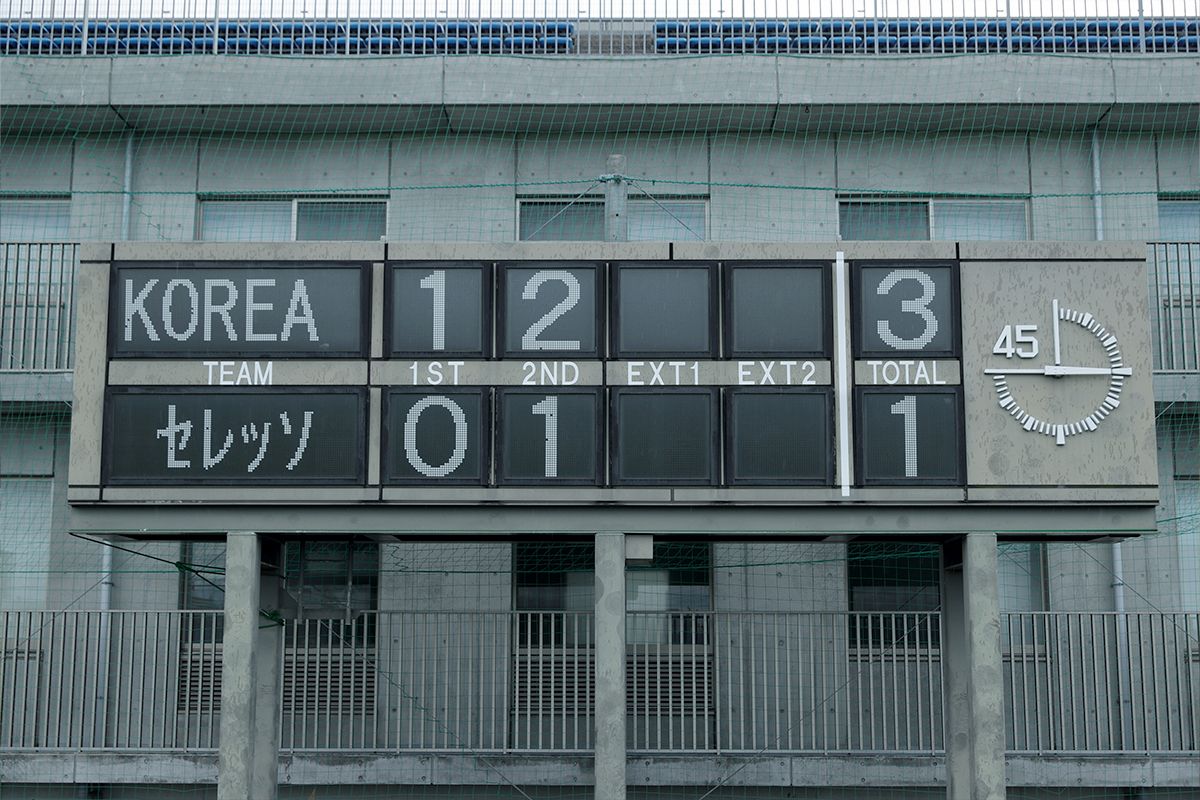 KOREA 1 2 3
TEAM 1ST 2ND EXT1 EXT2 TOTAL
セレッソ 0 1 1
45